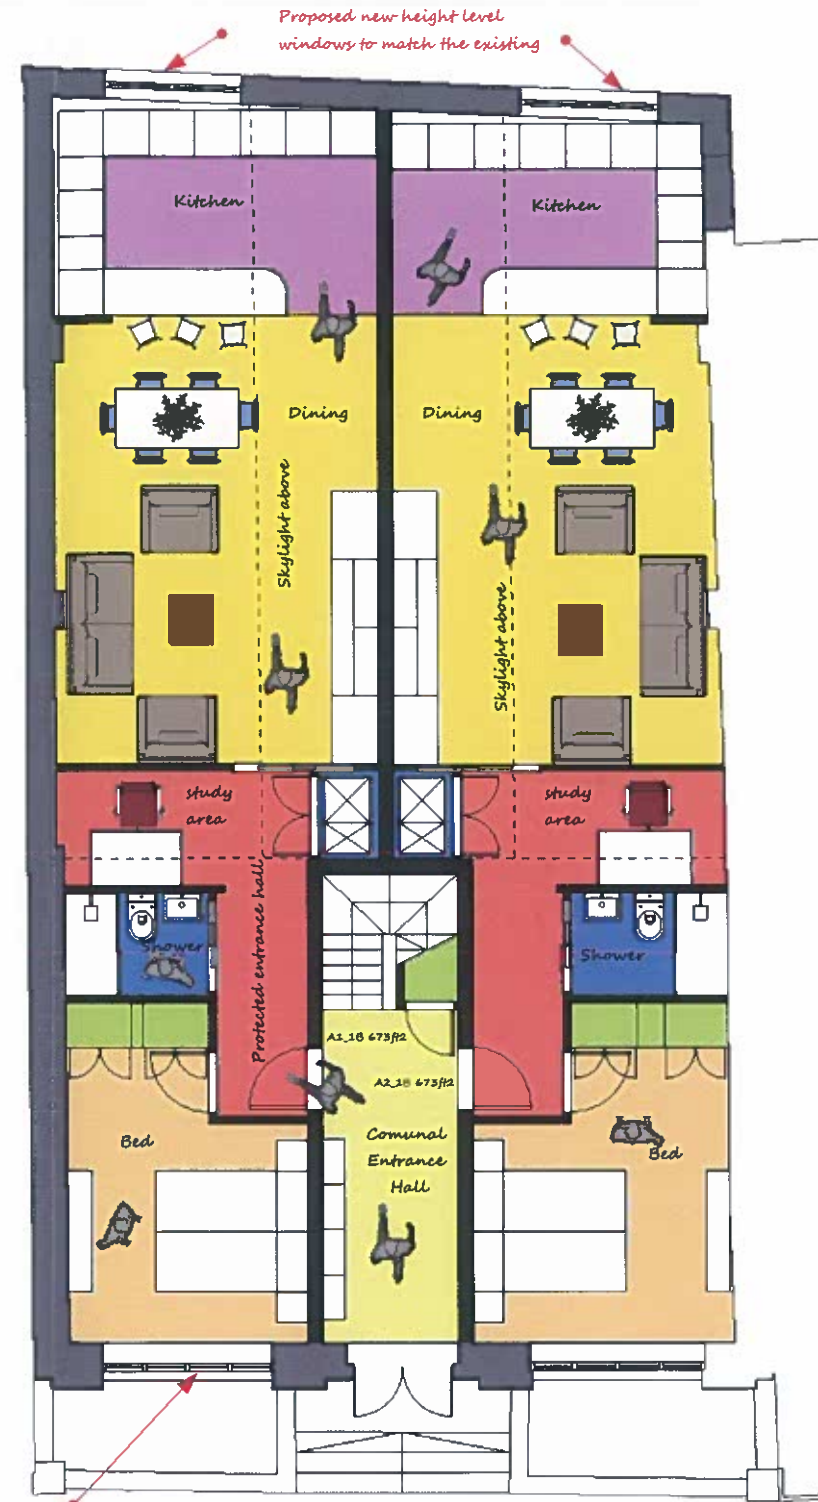 Proposed new height level
windows to match the existing
Kitchen
Kitchen
Dining
Dining
Skylight above
Skylight above
study
area
study
area
Protected entrance hall
Shower
Shower
A1_1B 673ft2
A2_1B 673ft2
Comunal
Entrance
Hall
Bed
Bed